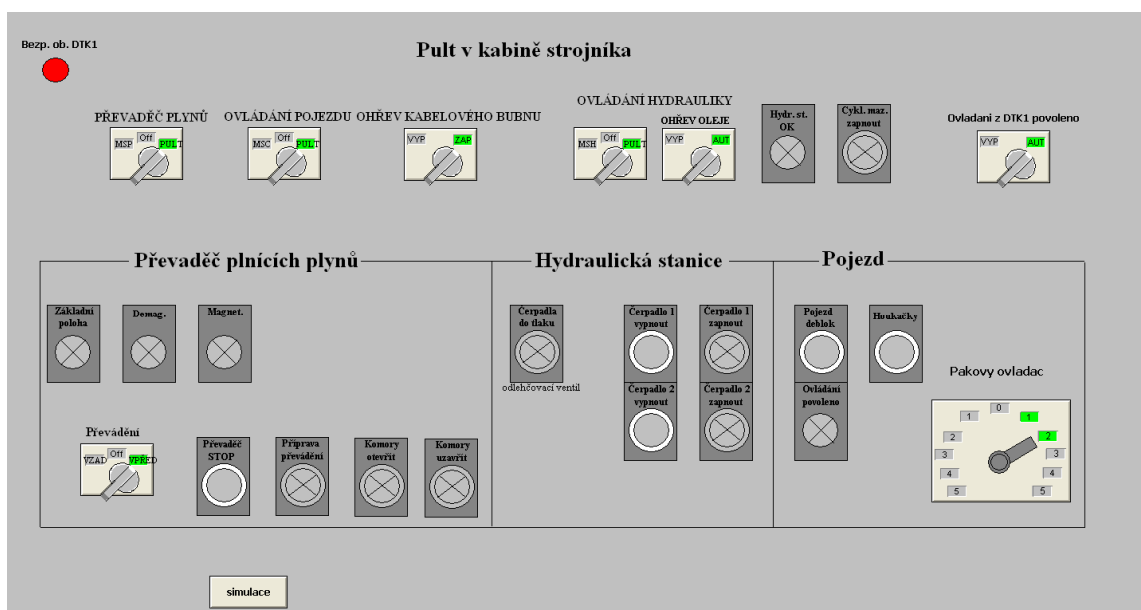 Bezp. ob. DTK1
Pult v kabině strojníka
PŘEVADĚČ PLYNŮ
OVLÁDÁNÍ POJEZDU
OHŘEV KABELOVÉHO BUBNU
OVLÁDÁNÍ HYDRAULIKY
OHŘEV OLEJE
Hydr. st.
OK
Cykl. maz.
zapnout
Ovladani z DTK1 povoleno
MSP Off PULT
MSC Off PULT
VYP ZAP
MSH Off PULT
VYP AUT
VYP AUT
Převaděč plnících plynů
Hydraulická stanice
Pojezd
Základní
poloha
Demag.
Magnet.
Čerpadla
do tlaku
odlehčovací ventil
Čerpadlo 1
vypnout
Čerpadlo 1
zapnout
Čerpadlo 2
vypnout
Čerpadlo 2
zapnout
Pojezd
deblok
Houkačky
Ovládání
povoleno
Pakovy ovladac
0
1 1
2 2
3 3
4 4
5 5
Převádění
VZAD Off VPŘED
Převaděč
STOP
Příprava
převádění
Komory
otevřít
Komory
uzavřít
simulace